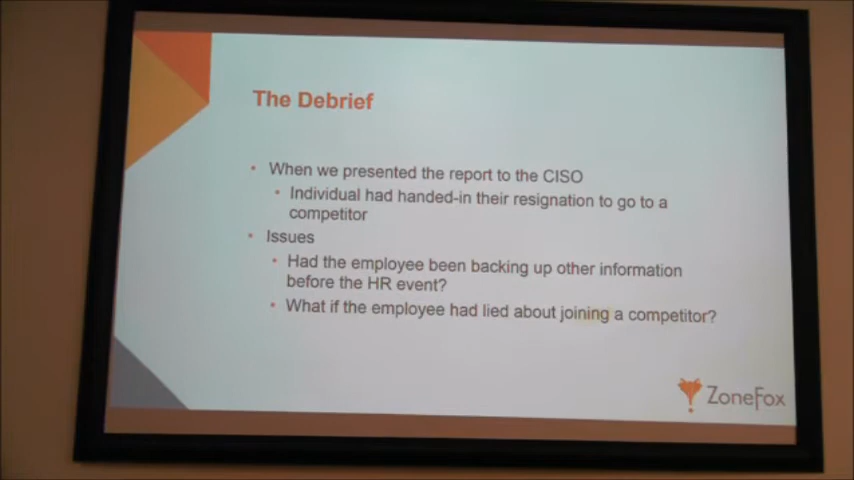 The Debrief
• When we presented the report to the CISO
• Individual had handed-in their resignation to go to a
competitor
• Issues
• Had the employee been backing up other information
before the HR event?
• What if the employee had lied about joining a competitor?
ZoneFox